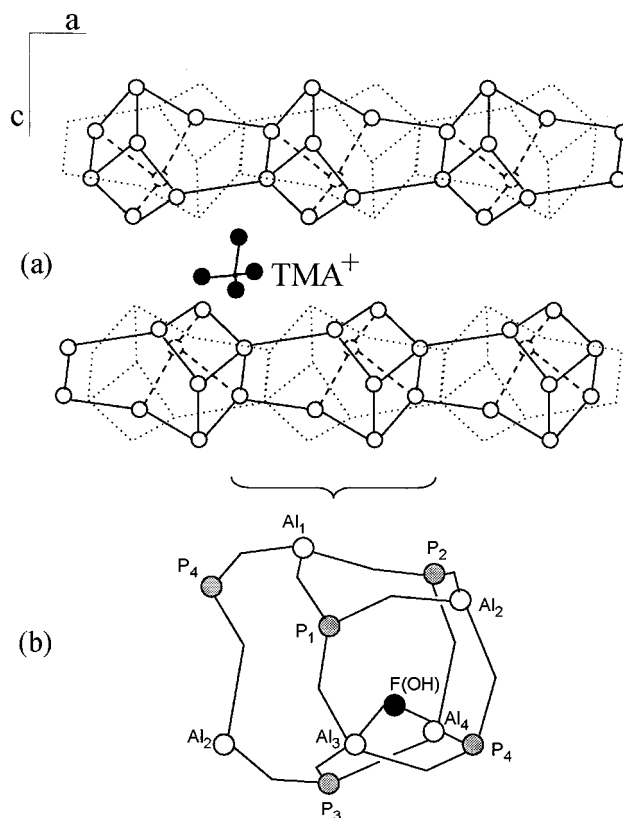 a
c
(a)
TMA⁺
(b)
Al₁
P₄
P₂
Al₂
P₁
F(OH)
Al₂
Al₃
Al₄
P₄
P₃